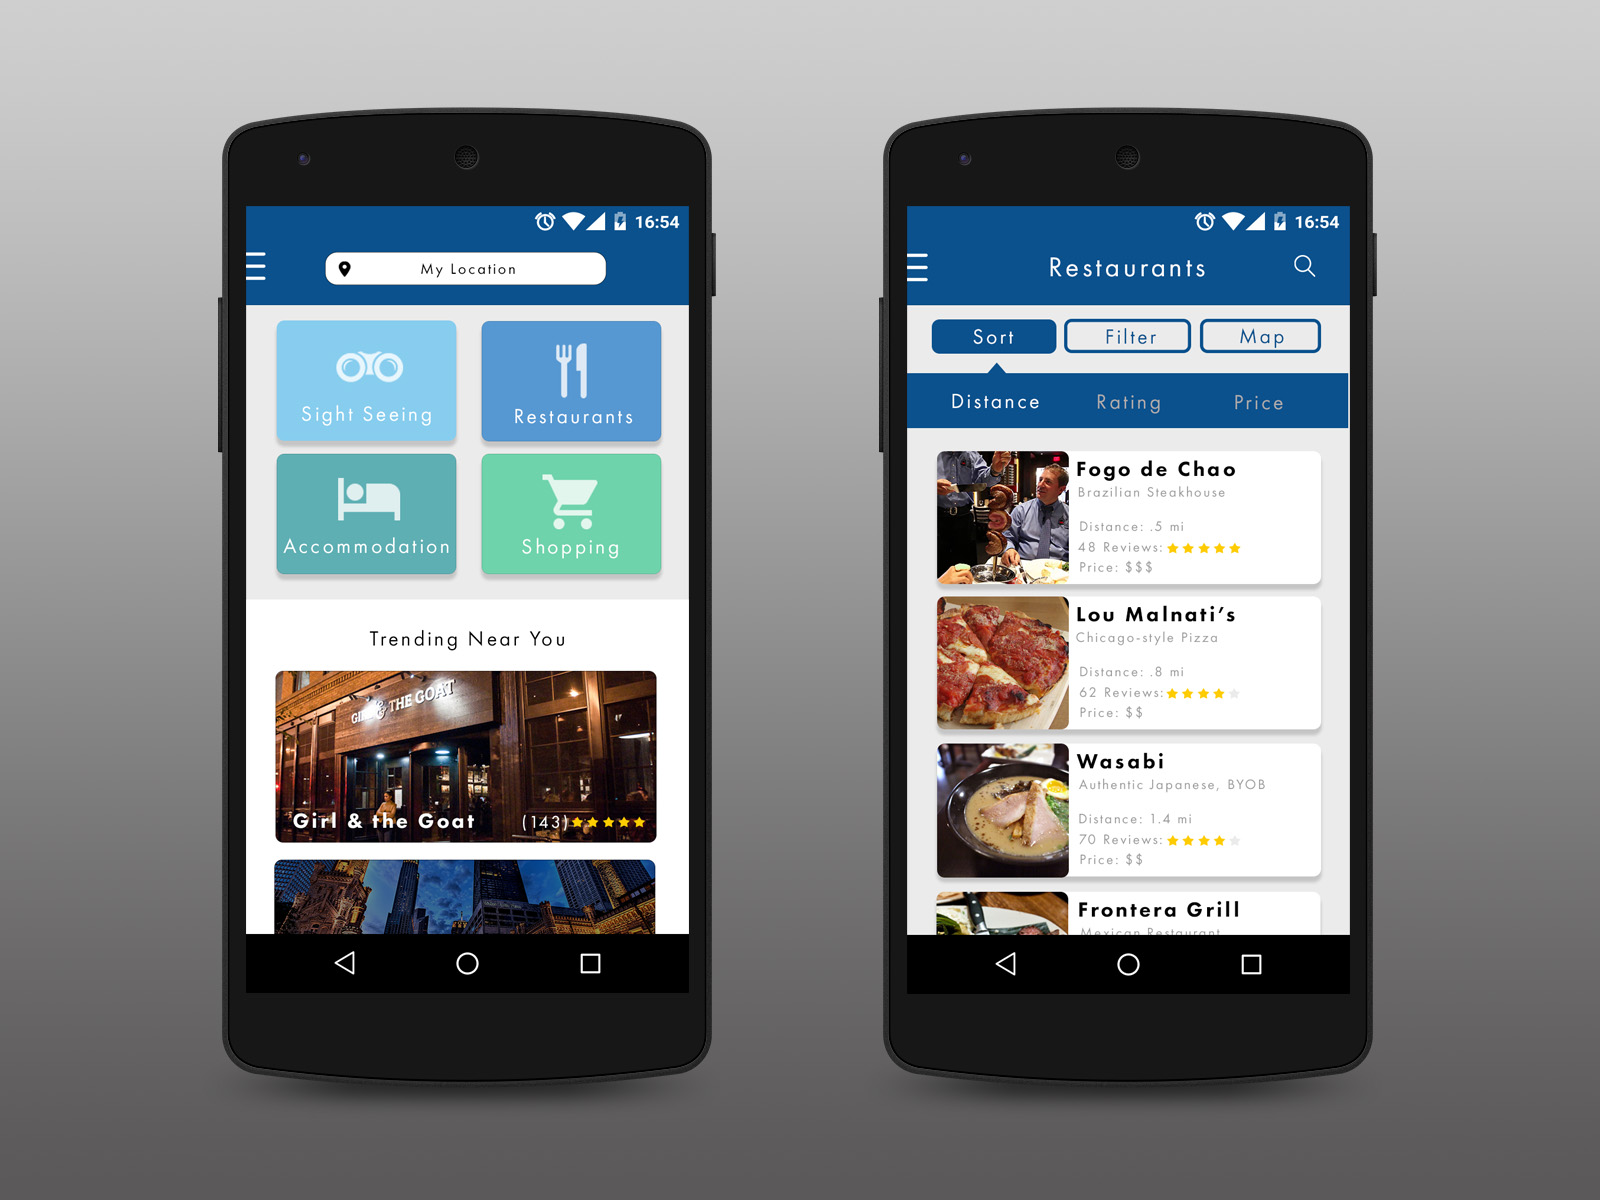 16:54
My Location
Sight Seeing
Restaurants
Accommodation
Shopping
Trending Near You
GIRL & THE GOAT
Girl & the Goat (143)
16:54
Restaurants
Sort Filter Map
Distance Rating Price
Fogo de Chao
Brazilian Steakhouse
Distance: .5 mi
48 Reviews:
Price: $$$
Lou Malnati’s
Chicago-style Pizza
Distance: .8 mi
62 Reviews:
Price: $$
Wasabi
Authentic Japanese, BYOB
Distance: 1.4 mi
70 Reviews:
Price: $$
Frontera Grill
Mexican Restaurant